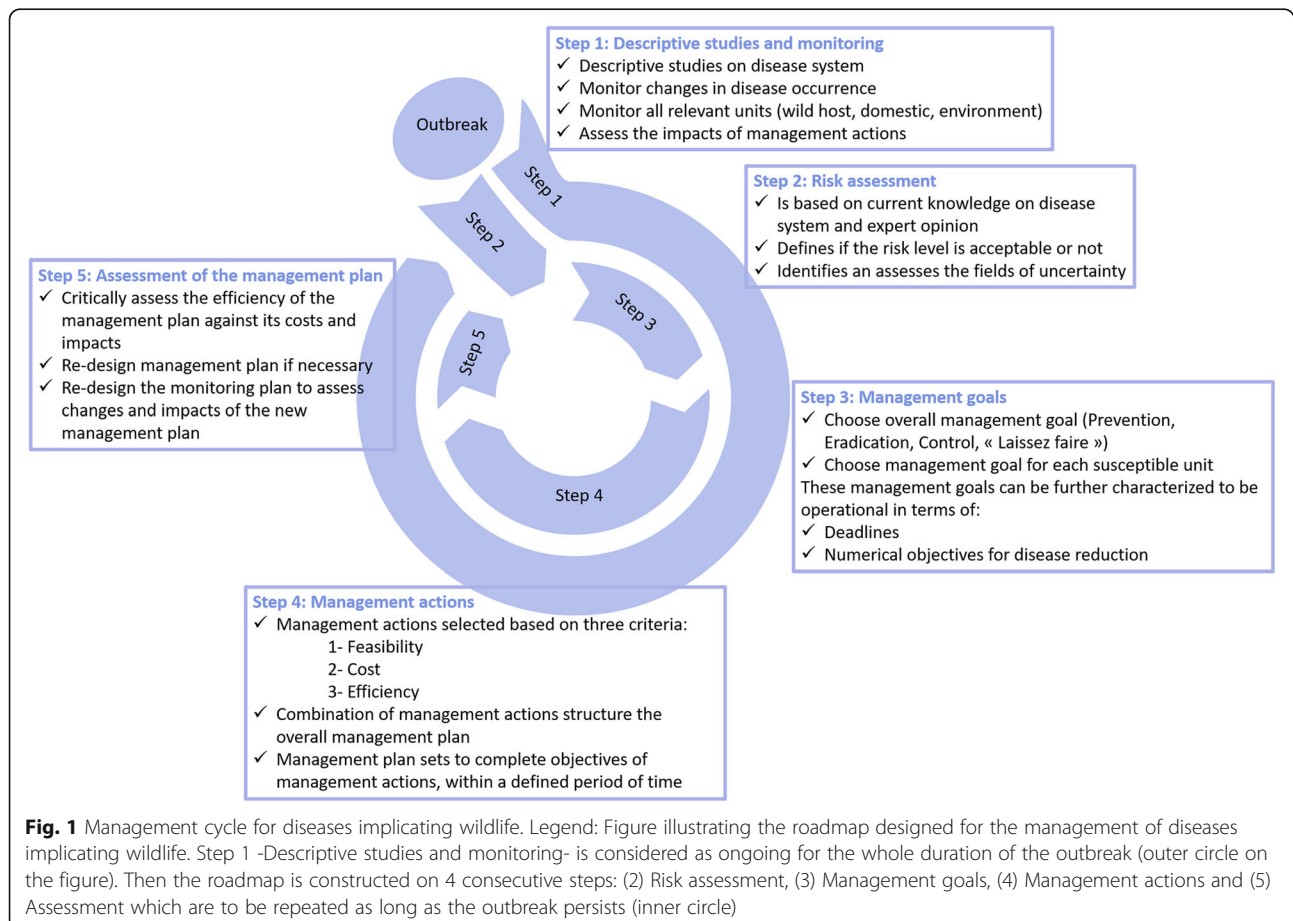 Step 1: Descriptive studies and monitoring
✓ Descriptive studies on disease system
✓ Monitor changes in disease occurrence
✓ Monitor all relevant units (wild host, domestic, environment)
✓ Assess the impacts of management actions
Outbreak
Step 1
Step 2
Step 3
Step 4
Step 5
Step 2: Risk assessment
✓ Is based on current knowledge on disease
system and expert opinion
✓ Defines if the risk level is acceptable or not
✓ Identifies an assesses the fields of uncertainty
Step 5: Assessment of the management plan
✓ Critically assess the efficiency of the
management plan against its costs and
impacts
✓ Re-design management plan if necessary
✓ Re-design the monitoring plan to assess
changes and impacts of the new
management plan
Step 3: Management goals
✓ Choose overall management goal (Prevention,
Eradication, Control, « Laissez faire »)
✓ Choose management goal for each susceptible unit
These management goals can be further characterized to be
operational in terms of:
✓ Deadlines
✓ Numerical objectives for disease reduction
Step 4: Management actions
✓ Management actions selected based on three criteria:
1- Feasibility
2- Cost
3- Efficiency
✓ Combination of management actions structure the
overall management plan
✓ Management plan sets to complete objectives of
management actions, within a defined period of time
Fig. 1 Management cycle for diseases implicating wildlife. Legend: Figure illustrating the roadmap designed for the management of diseases
implicating wildlife. Step 1 -Descriptive studies and monitoring- is considered as ongoing for the whole duration of the outbreak (outer circle on
the figure). Then the roadmap is constructed on 4 consecutive steps: (2) Risk assessment, (3) Management goals, (4) Management actions and (5)
Assessment which are to be repeated as long as the outbreak persists (inner circle)